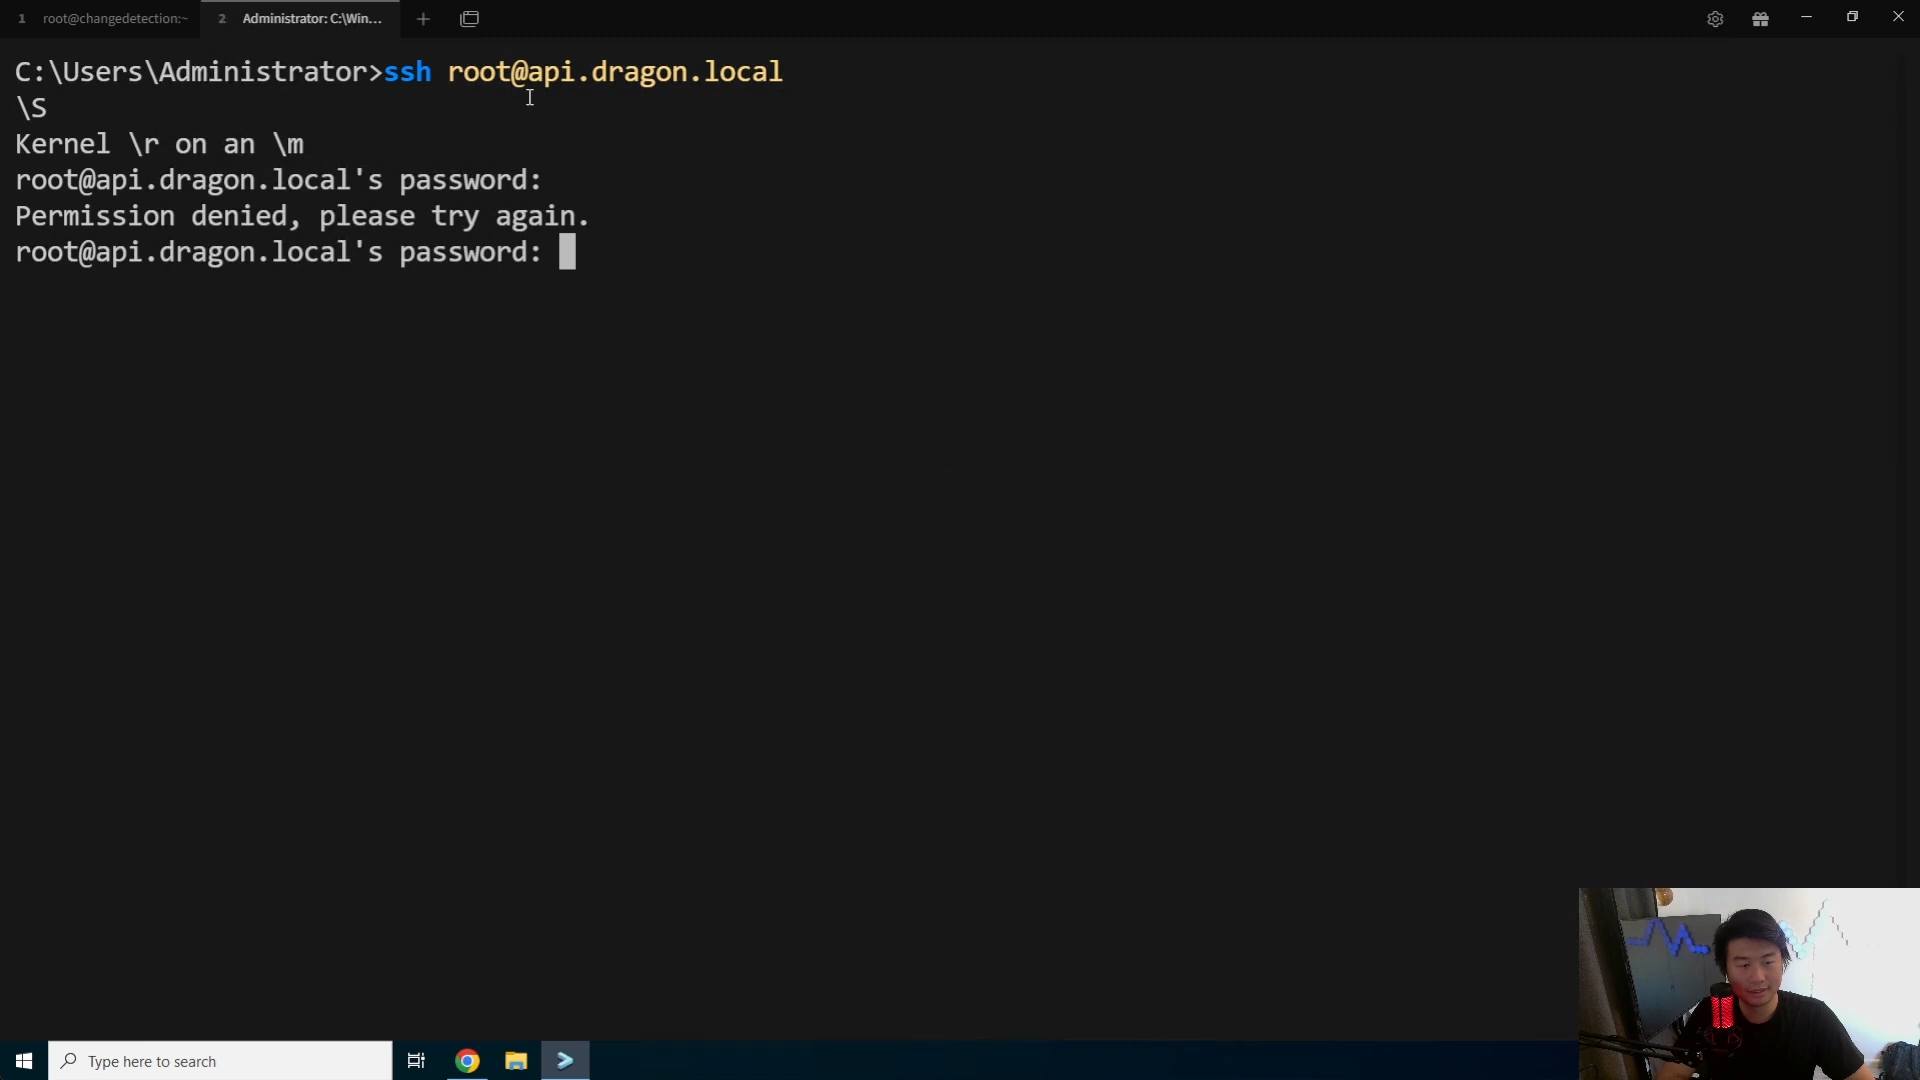 1 root@changedetection:~
2 Administrator: C:\Win...
C:\Users\Administrator>ssh root@api.dragon.local
\S
Kernel \r on an \m
root@api.dragon.local's password:
Permission denied, please try again.
root@api.dragon.local's password:
Type here to search